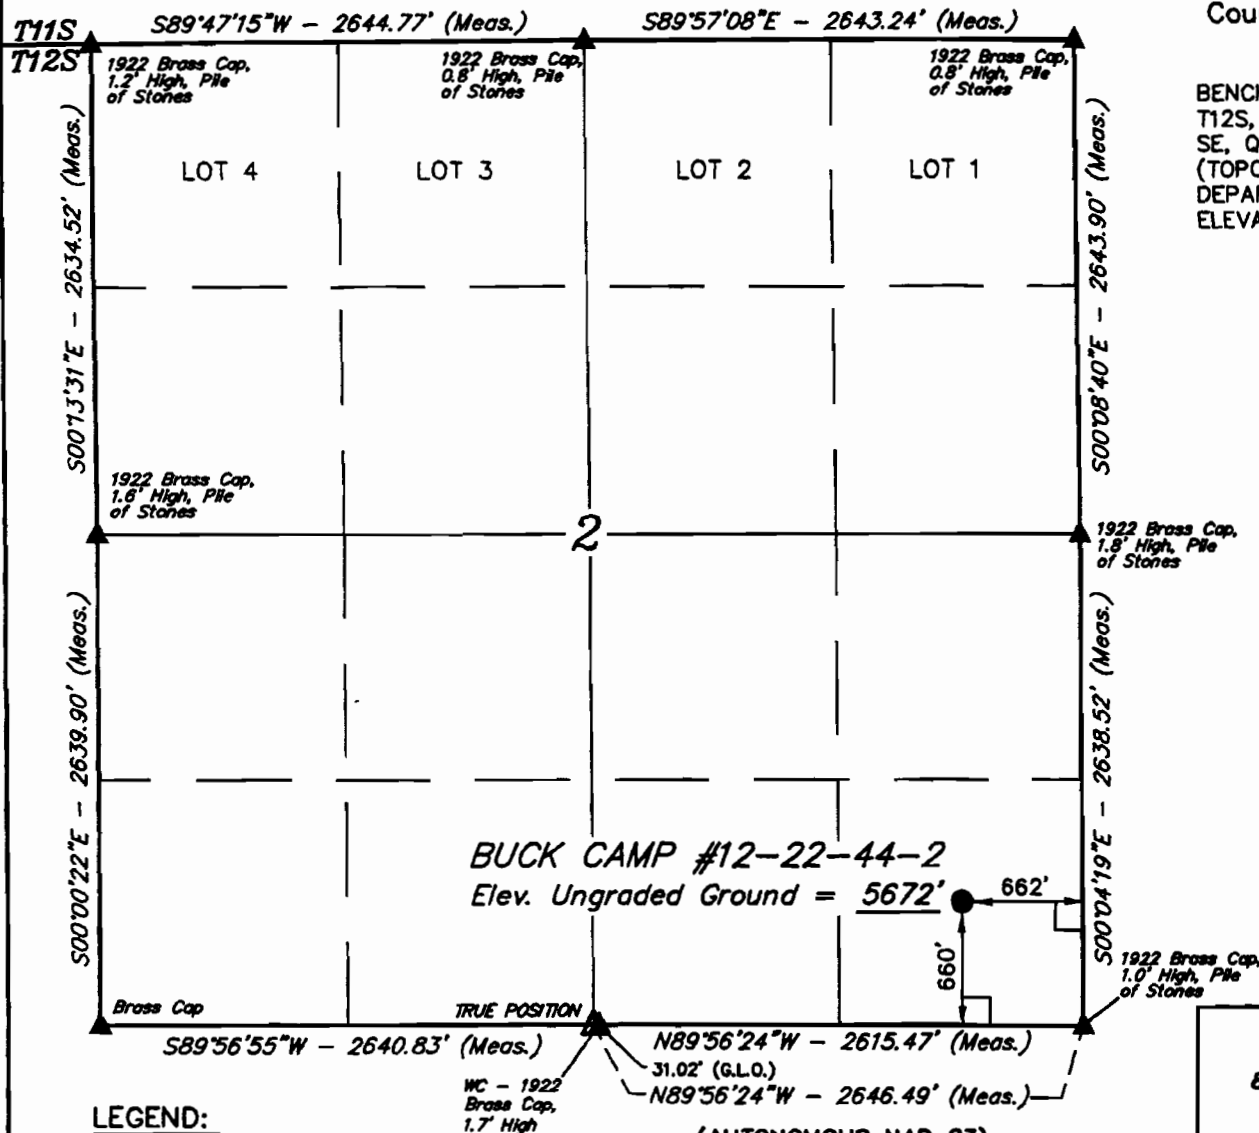 T11S
T12S
S89°47'15"W - 2644.77' (Meas.)
S89°57'08"E - 2643.24' (Meas.)
1922 Brass Cap,
1.2' High, Pile
of Stones
1922 Brass Cap,
0.8' High, Pile
of Stones
1922 Brass Cap,
0.8' High, Pile
of Stones
LOT 4
LOT 3
LOT 2
LOT 1
S00°13'31"E - 2634.52' (Meas.)
S00°08'40"E - 2643.90' (Meas.)
Cou
BENCH
T12S,
SE, Q
(TOPO
DEPAR
ELEVA
1922 Brass Cap,
1.6' High, Pile
of Stones
2
1922 Brass Cap,
1.8' High, Pile
of Stones
S00°00'22"E - 2639.90' (Meas.)
S00°04'19"E - 2638.52' (Meas.)
BUCK CAMP #12-22-44-2
Elev. Ungraded Ground = 5672'
662'
660'
1922 Brass Cap,
1.0' High, Pile
of Stones
Brass Cap
TRUE POSITION
S89°56'55"W - 2640.83' (Meas.)
N89°56'24"W - 2615.47' (Meas.)
31.02' (G.L.O.)
N89°56'24"W - 2646.49' (Meas.)
WC - 1922
Brass Cap,
1.7' High
LEGEND:
(AUTONOMOUS NAD 83)